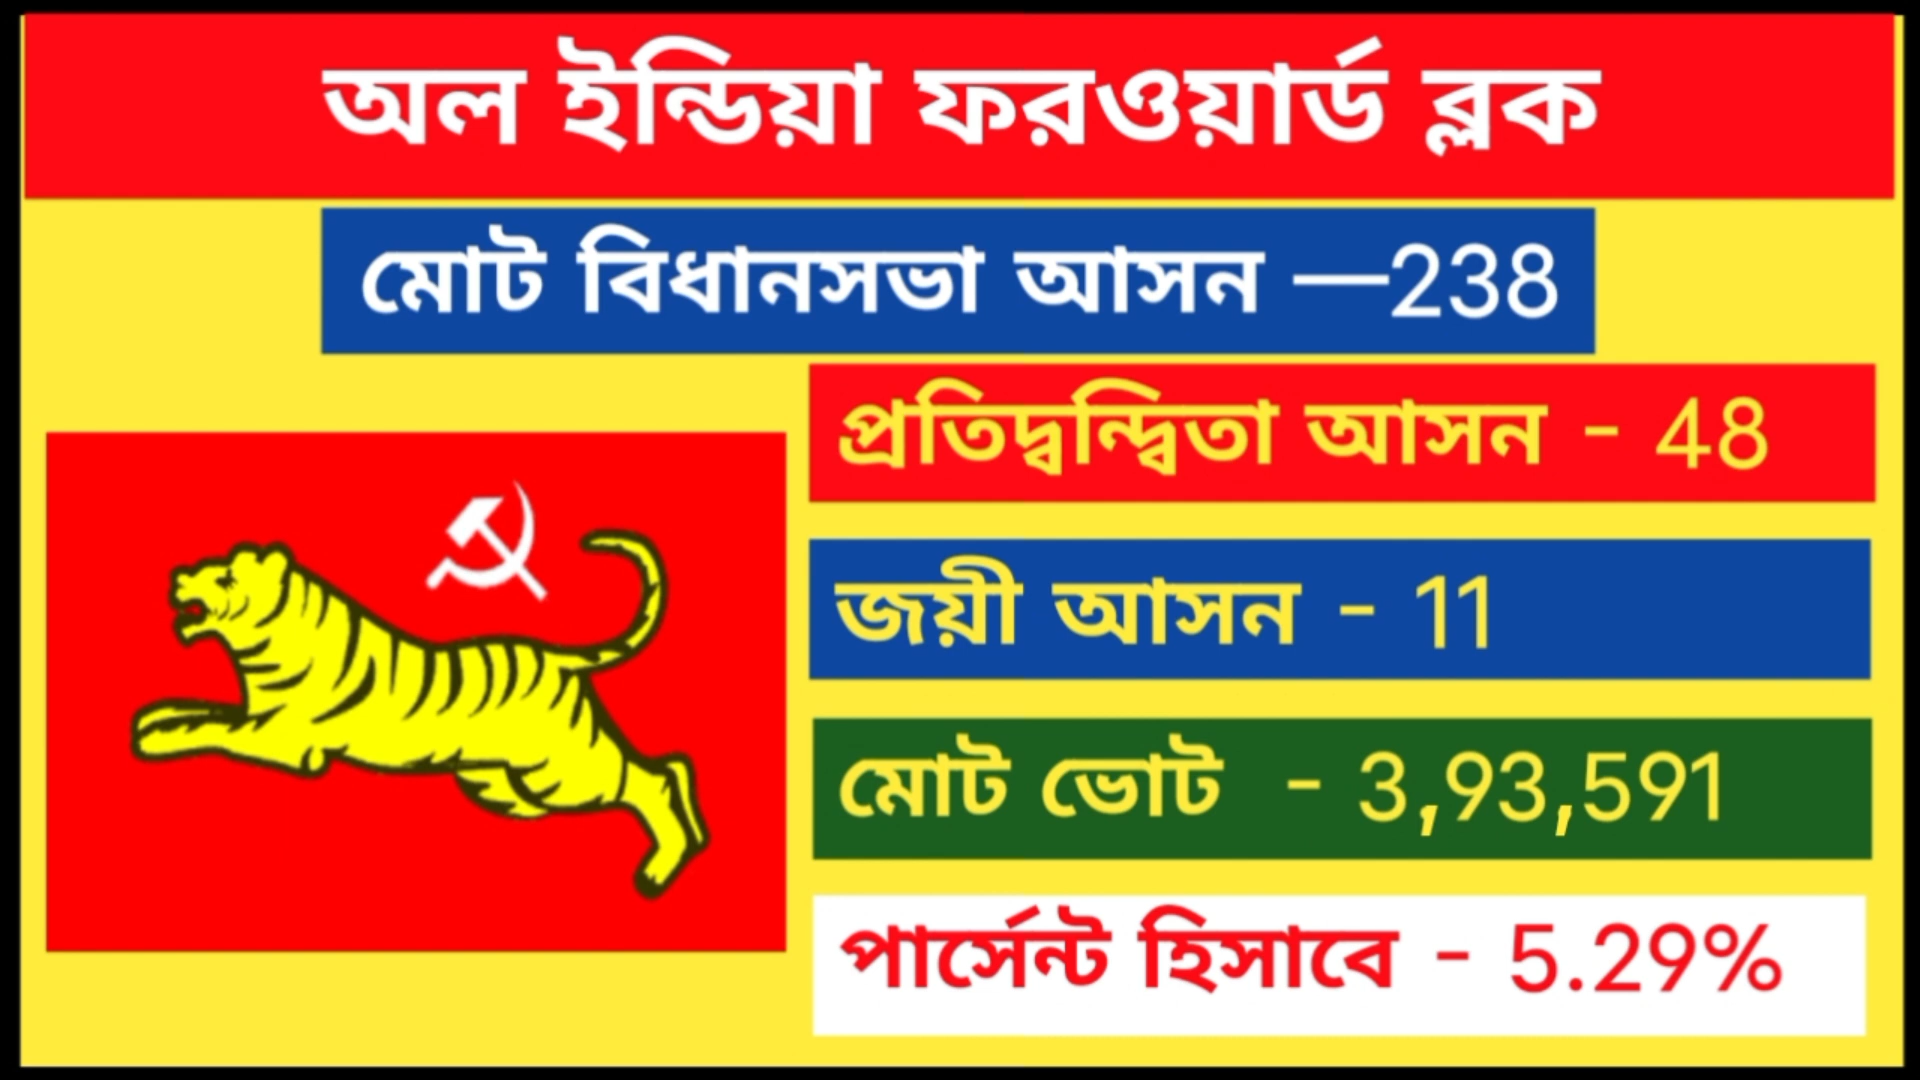 অল ইন্ডিয়া ফরওয়ার্ড ব্লক
মোট বিধানসভা আসন —238
প্রতিদ্বন্দ্বিতা আসন - 48
জয়ী আসন - 11
মোট ভোট - 3,93,591
পার্সেন্ট হিসাবে - 5.29%